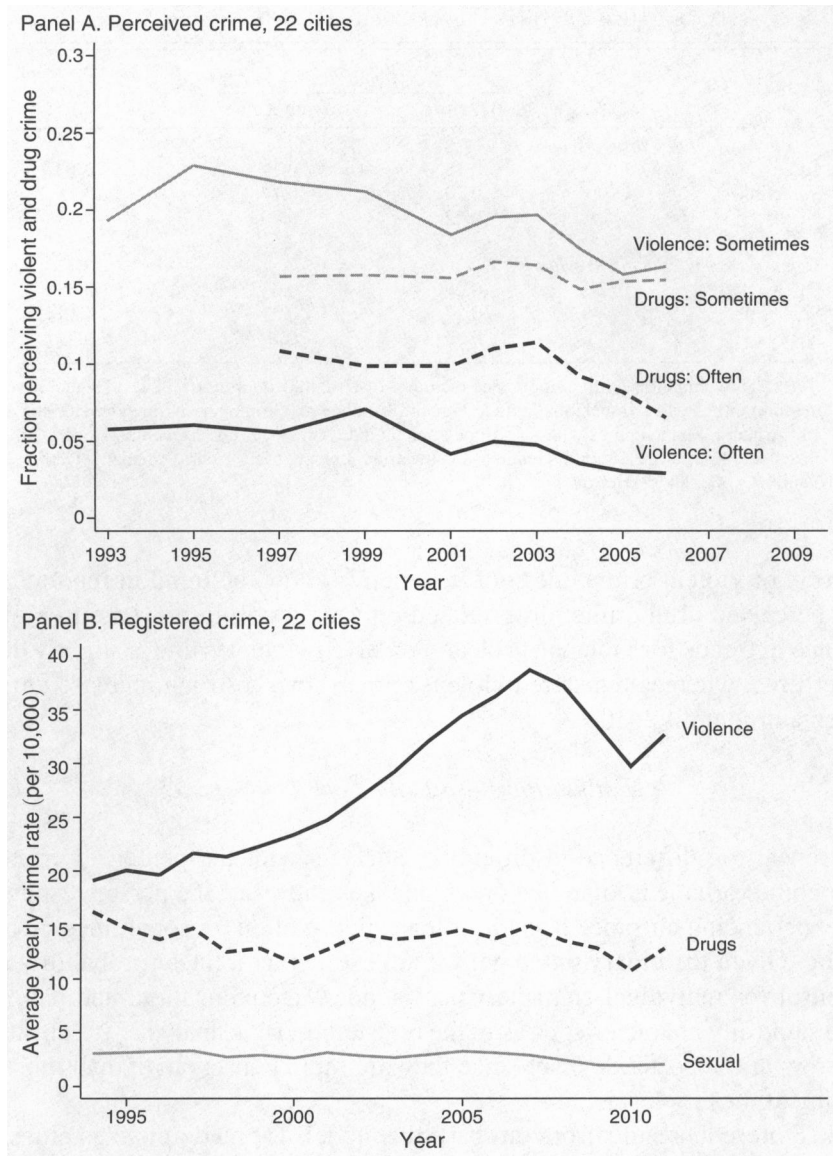 Panel A. Perceived crime, 22 cities
Fraction perceiving violent and drug crime
0.3
0.25
0.2
0.15
0.1
0.05
0
Violence: Sometimes
Drugs: Sometimes
Drugs: Often
Violence: Often
1993 1995 1997 1999 2001 2003 2005 2007 2009
Year
Panel B. Registered crime, 22 cities
Average yearly crime rate (per 10,000)
40
35
30
25
20
15
10
5
0
Violence
Drugs
Sexual
1995 2000 2005 2010
Year